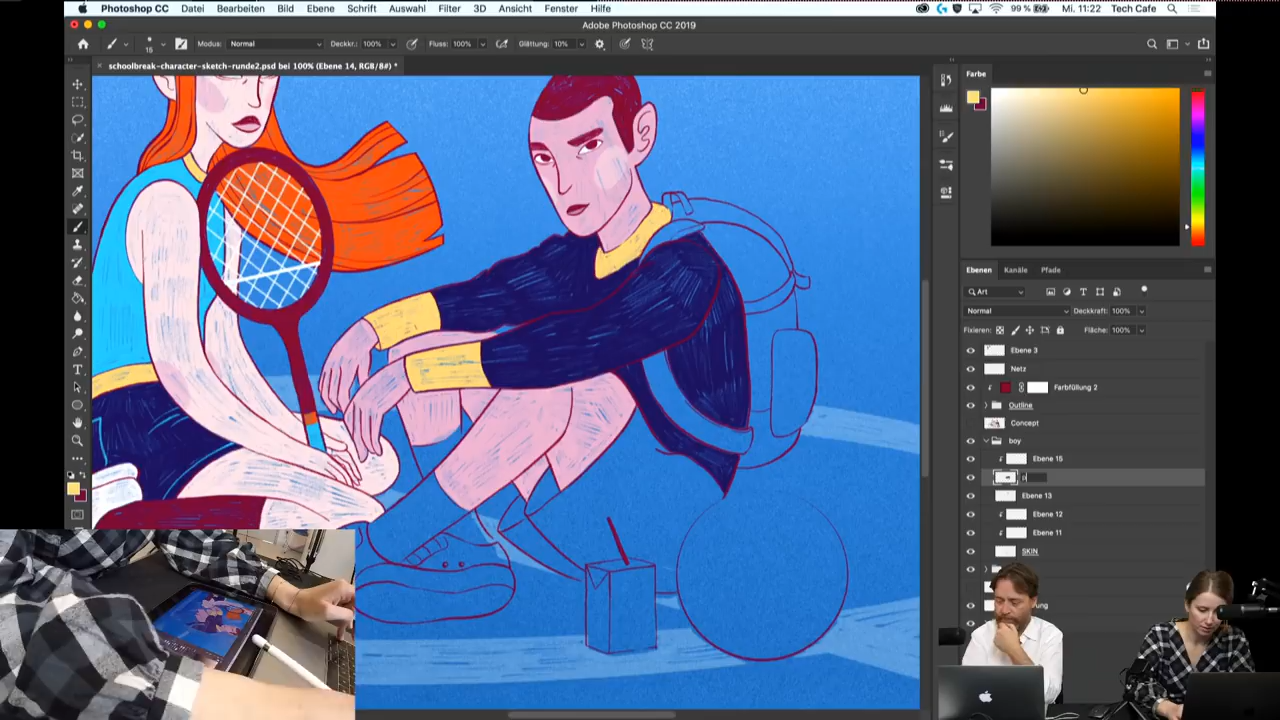 Photoshop CC Datei Bearbeiten Bild Ebene Schrift Auswahl Filter 3D Ansicht Fenster Hilfe 99 % Mi. 11:22 Tech Cafe
Adobe Photoshop CC 2019
15 Modus: Normal Deckkr.: 100% Fluss: 100% Glättung: 10%
schoolbreak-character-sketch-runde2.psd bei 100% (Ebene 14, RGB/8#) *
Farbe
Ebenen Kanäle Pfade
Art
Normal Deckkraft: 100%
Fixieren: Fläche: 100%
Ebene 3
Netz
Farbfüllung 2
Outline
Concept
boy
Ebene 15
Ebene 13
Ebene 12
Ebene 11
SKIN